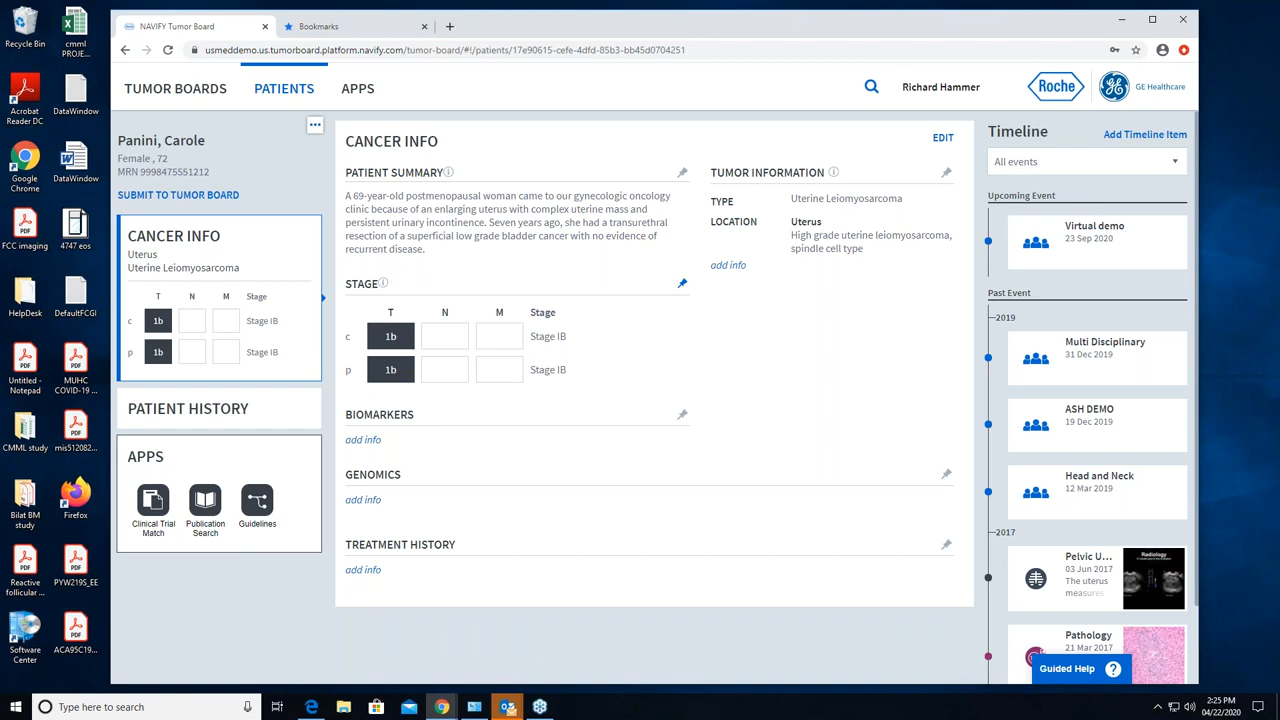 Recycle Bin
cmml
PROJE...
Acrobat
Reader DC
DataWindow
Google
Chrome
DataWindow
FCC imaging
4747 eos
HelpDesk
DefaultFCGI
Untitled -
Notepad
MUHC
COVID-19 ...
CMML study
mis512082...
Bilat BM
study
Firefox
Reactive
follicular ...
PYW219S_EE
Software
Center
ACA95C19...
NAVIFY Tumor Board
Bookmarks
usmeddemo.us.tumorboard.platform.navify.com/tumor-board/#!/patients/17e90615-cefe-4dfd-85b3-bb45d0704251
TUMOR BOARDS
PATIENTS
APPS
Richard Hammer
Roche
GE Healthcare
Panini, Carole
Female , 72
MRN 9998475551212
SUBMIT TO TUMOR BOARD
CANCER INFO
Uterus
Uterine Leiomyosarcoma
T N M Stage
c 1b Stage IB
p 1b Stage IB
PATIENT HISTORY
APPS
Clinical Trial
Match
Publication
Search
Guidelines
CANCER INFO
EDIT
PATIENT SUMMARY
A 69-year-old postmenopausal woman came to our gynecologic oncology
clinic because of an enlarging uterus with complex uterine mass and
persistent urinary incontinence. Seven years ago, she had a transurethral
resection of a superficial low grade bladder cancer with no evidence of
recurrent disease.
STAGE
T N M Stage
c 1b Stage IB
p 1b Stage IB
BIOMARKERS
add info
GENOMICS
add info
TREATMENT HISTORY
add info
TUMOR INFORMATION
TYPE Uterine Leiomyosarcoma
LOCATION Uterus
High grade uterine leiomyosarcoma,
spindle cell type
add info
Timeline
Add Timeline Item
All events
Upcoming Event
Virtual demo
23 Sep 2020
Past Event
2019
Multi Disciplinary
31 Dec 2019
ASH DEMO
19 Dec 2019
Head and Neck
12 Mar 2019
2017
Pelvic U...
03 Jun 2017
The uterus
measures
Radiology
Pathology
21 Mar 2017
Guided Help ?
Type here to search
2:25 PM
04/22/2020